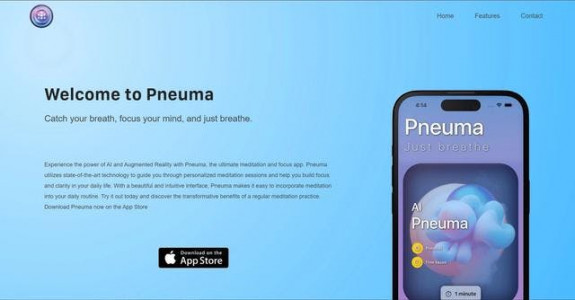 Home Features Contact
Welcome to Pneuma
Catch your breath, focus your mind, and just breathe.
Experience the power of AI and Augmented Reality with Pneuma, the ultimate meditation and focus app. Pneuma
utilizes state-of-the-art technology to guide you through personalized meditation sessions and help you build focus
and clarity in your daily life. With a beautiful and intuitive interface, Pneuma makes it easy to incorporate meditation
into your daily routine. Try it out today and discover the transformative benefits of a regular meditation practice.
Download Pneuma now on the App Store
Download on the
App Store
Pneuma
Just breathe
AI
Pneuma
1 minute